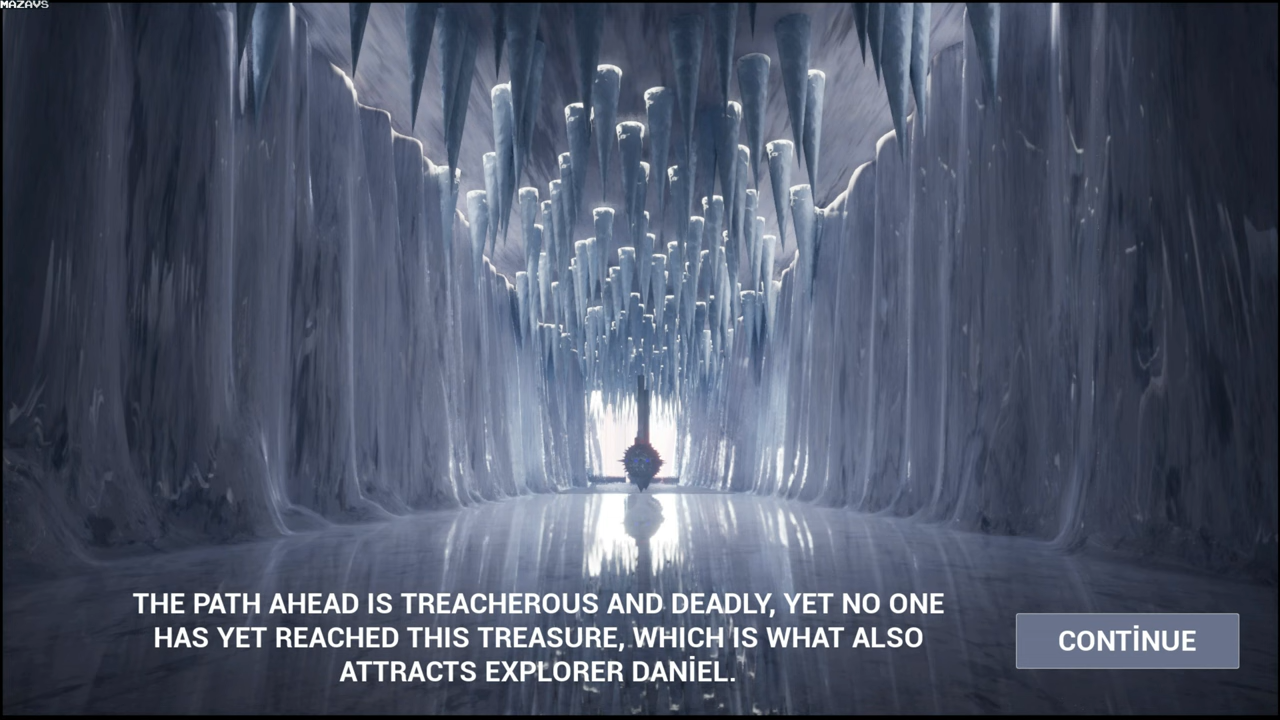 MAZAVS
THE PATH AHEAD IS TREACHEROUS AND DEADLY, YET NO ONE
HAS YET REACHED THIS TREASURE, WHICH IS WHAT ALSO
ATTRACTS EXPLORER DANİEL.
CONTİNUE